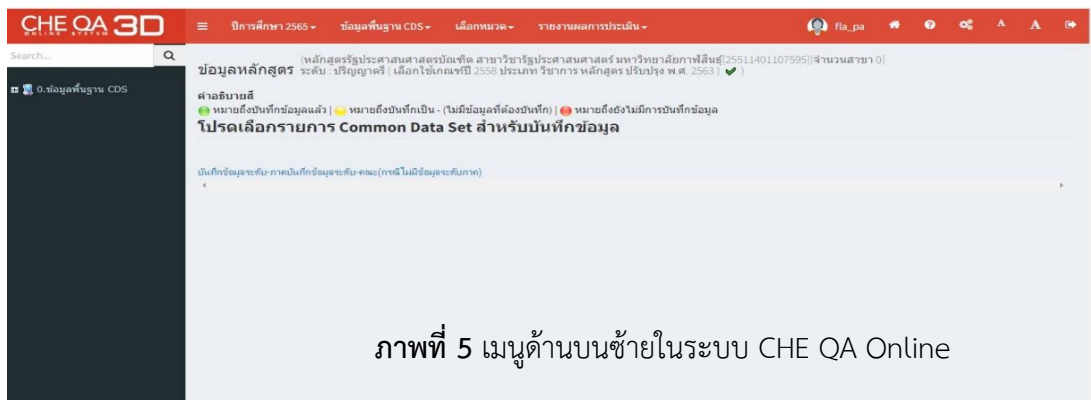 CHE QA 3D
ONLINE SYSTEM
ปีการศึกษา 2565 ข้อมูลพื้นฐาน CDS เลือกหมวด รายงานผลการประเมิน fla_pa A A
Search...
0.ข้อมูลพื้นฐาน CDS
ข้อมูลหลักสูตร [หลักสูตรรัฐประศาสนศาสตรบัณฑิต สาขาวิชารัฐประศาสนศาสตร์ มหาวิทยาลัยกาฬสินธุ์[25511401107595][จำนวนสาขา 0]
ระดับ : ปริญญาตรี ( เลือกใช้เกณฑ์ปี 2558 ประเภท วิชาการ หลักสูตร ปรับปรุง พ.ศ. 2563 ) )
คำอธิบายสี
หมายถึงบันทึกข้อมูลแล้ว | หมายถึงบันทึกเป็น - (ไม่มีข้อมูลที่ต้องบันทึก) | หมายถึงยังไม่มีการบันทึกข้อมูล
โปรดเลือกรายการ Common Data Set สำหรับบันทึกข้อมูล
บันทึกข้อมูลระดับ-ภาคบันทึกข้อมูลระดับ-คณะ(กรณีไม่มีข้อมูลระดับภาค)
ภาพที่ 5 เมนูด้านบนซ้ายในระบบ CHE QA Online